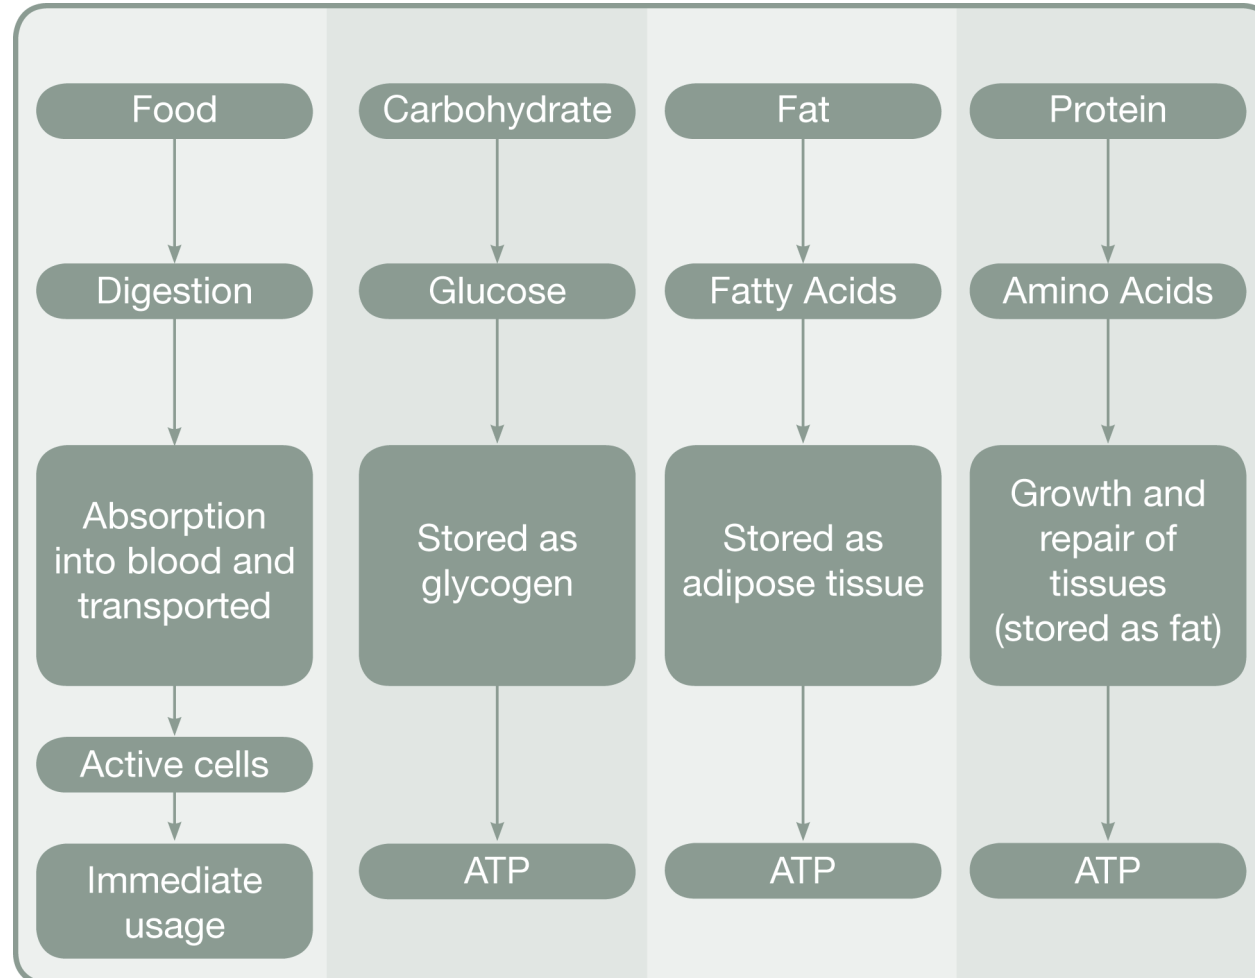 Food
Digestion
Absorption
into blood and
transported
Active cells
Immediate
usage
Carbohydrate
Glucose
Stored as
glycogen
ATP
Fat
Fatty Acids
Stored as
adipose tissue
ATP
Protein
Amino Acids
Growth and
repair of
tissues
(stored as fat)
ATP